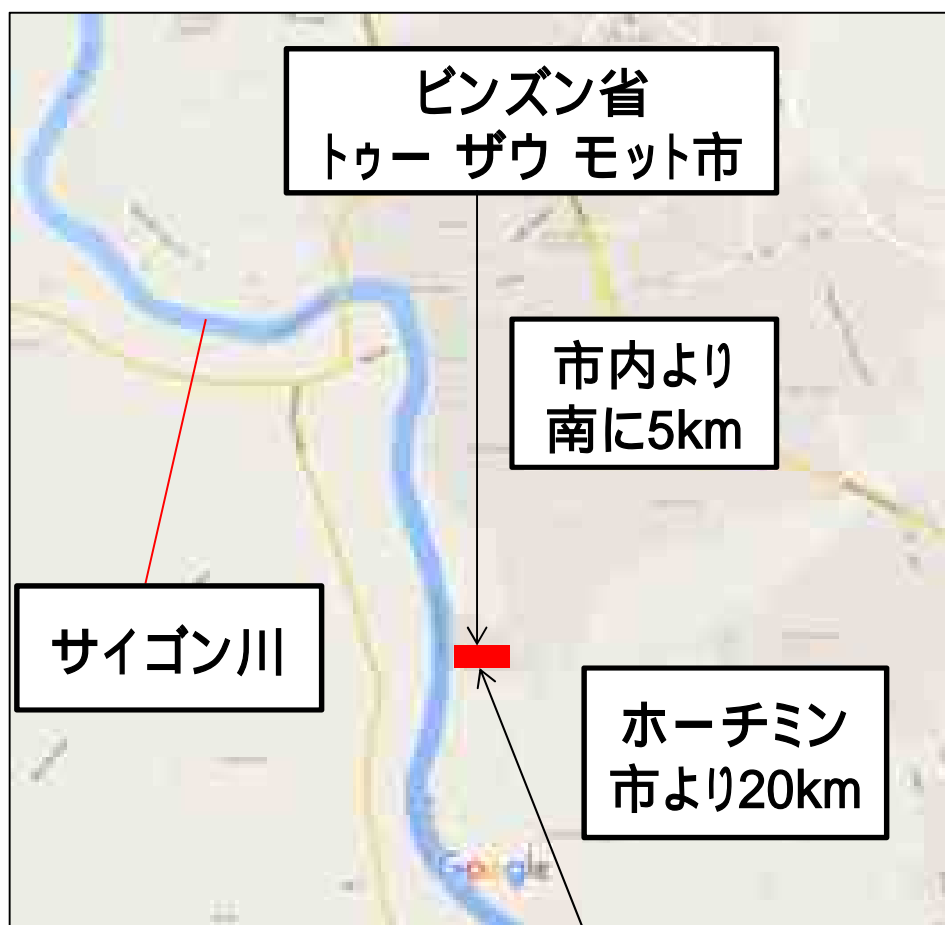 ビンズン省
トゥー ザウ モット市
市内より
南に5km
サイゴン川
ホーチミン
市より20km
Google